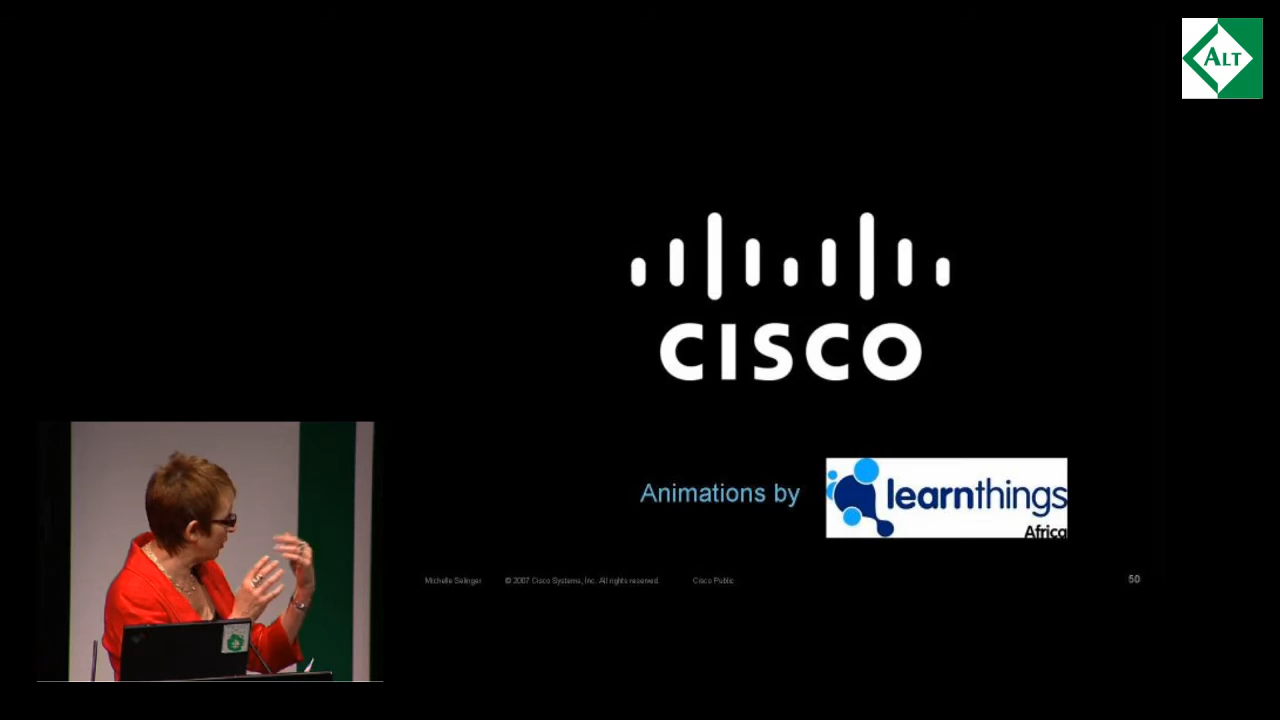 ALT
CISCO
Animations by
learnthings
Africa
Michelle Selinger © 2007 Cisco Systems, Inc. All rights reserved. Cisco Public 50